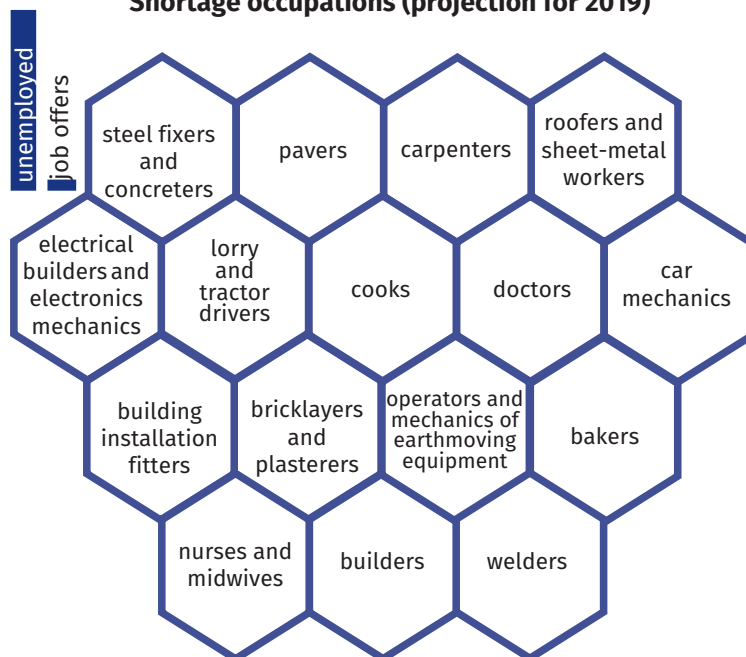 Shortage occupations (projection for 2019)
unemployed
job offers
steel fixers
and
concreters
pavers
carpenters
roofers and
sheet-metal
workers
electrical
builders and
electronics
mechanics
lorry
and
tractor
drivers
cooks
doctors
car
mechanics
building
installation
fitters
bricklayers
and
plasterers
operators and
mechanics of
earthmoving
equipment
bakers
nurses and
midwives
builders
welders